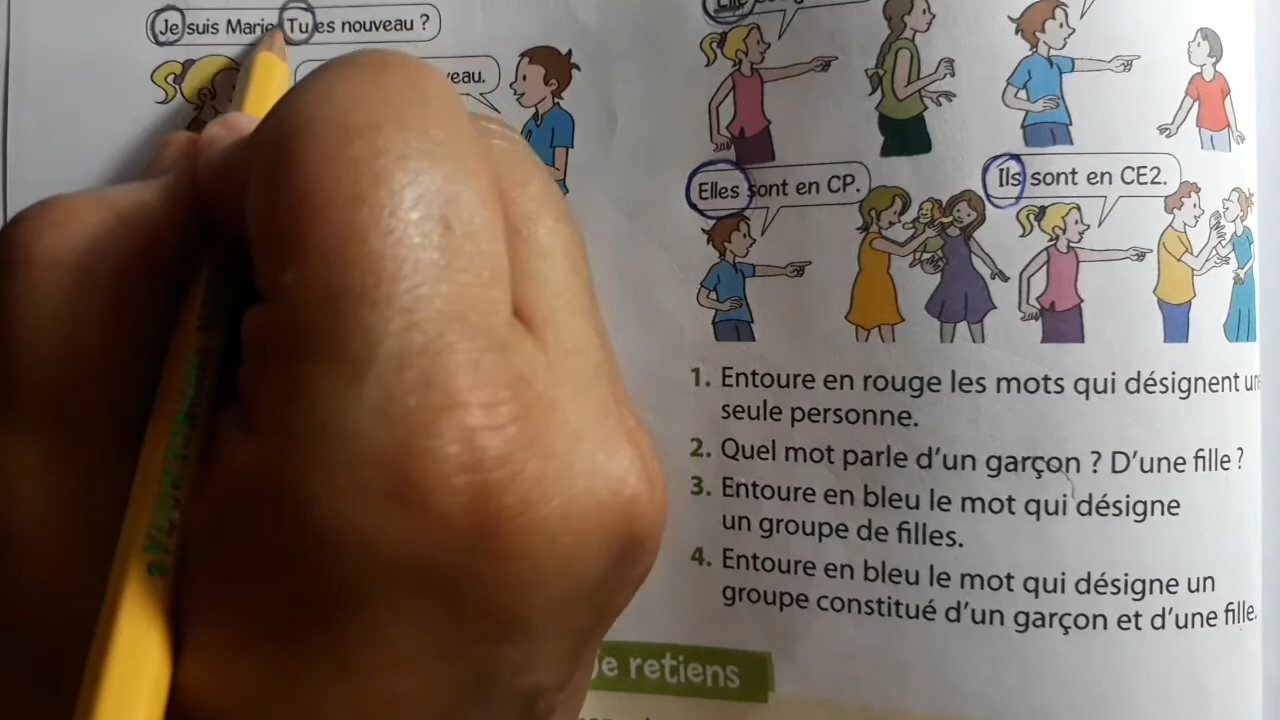 Je suis Marie. Tu es nouveau ?
veau.
Elles sont en CP.
Ils sont en CE2.
1. Entoure en rouge les mots qui désignent
seule personne.
2. Quel mot parle d'un garçon ? D'une fille ?
3. Entoure en bleu le mot qui désigne
un groupe de filles.
4. Entoure en bleu le mot qui désigne un
groupe constitué d'un garçon et d'une fille.
Je retiens